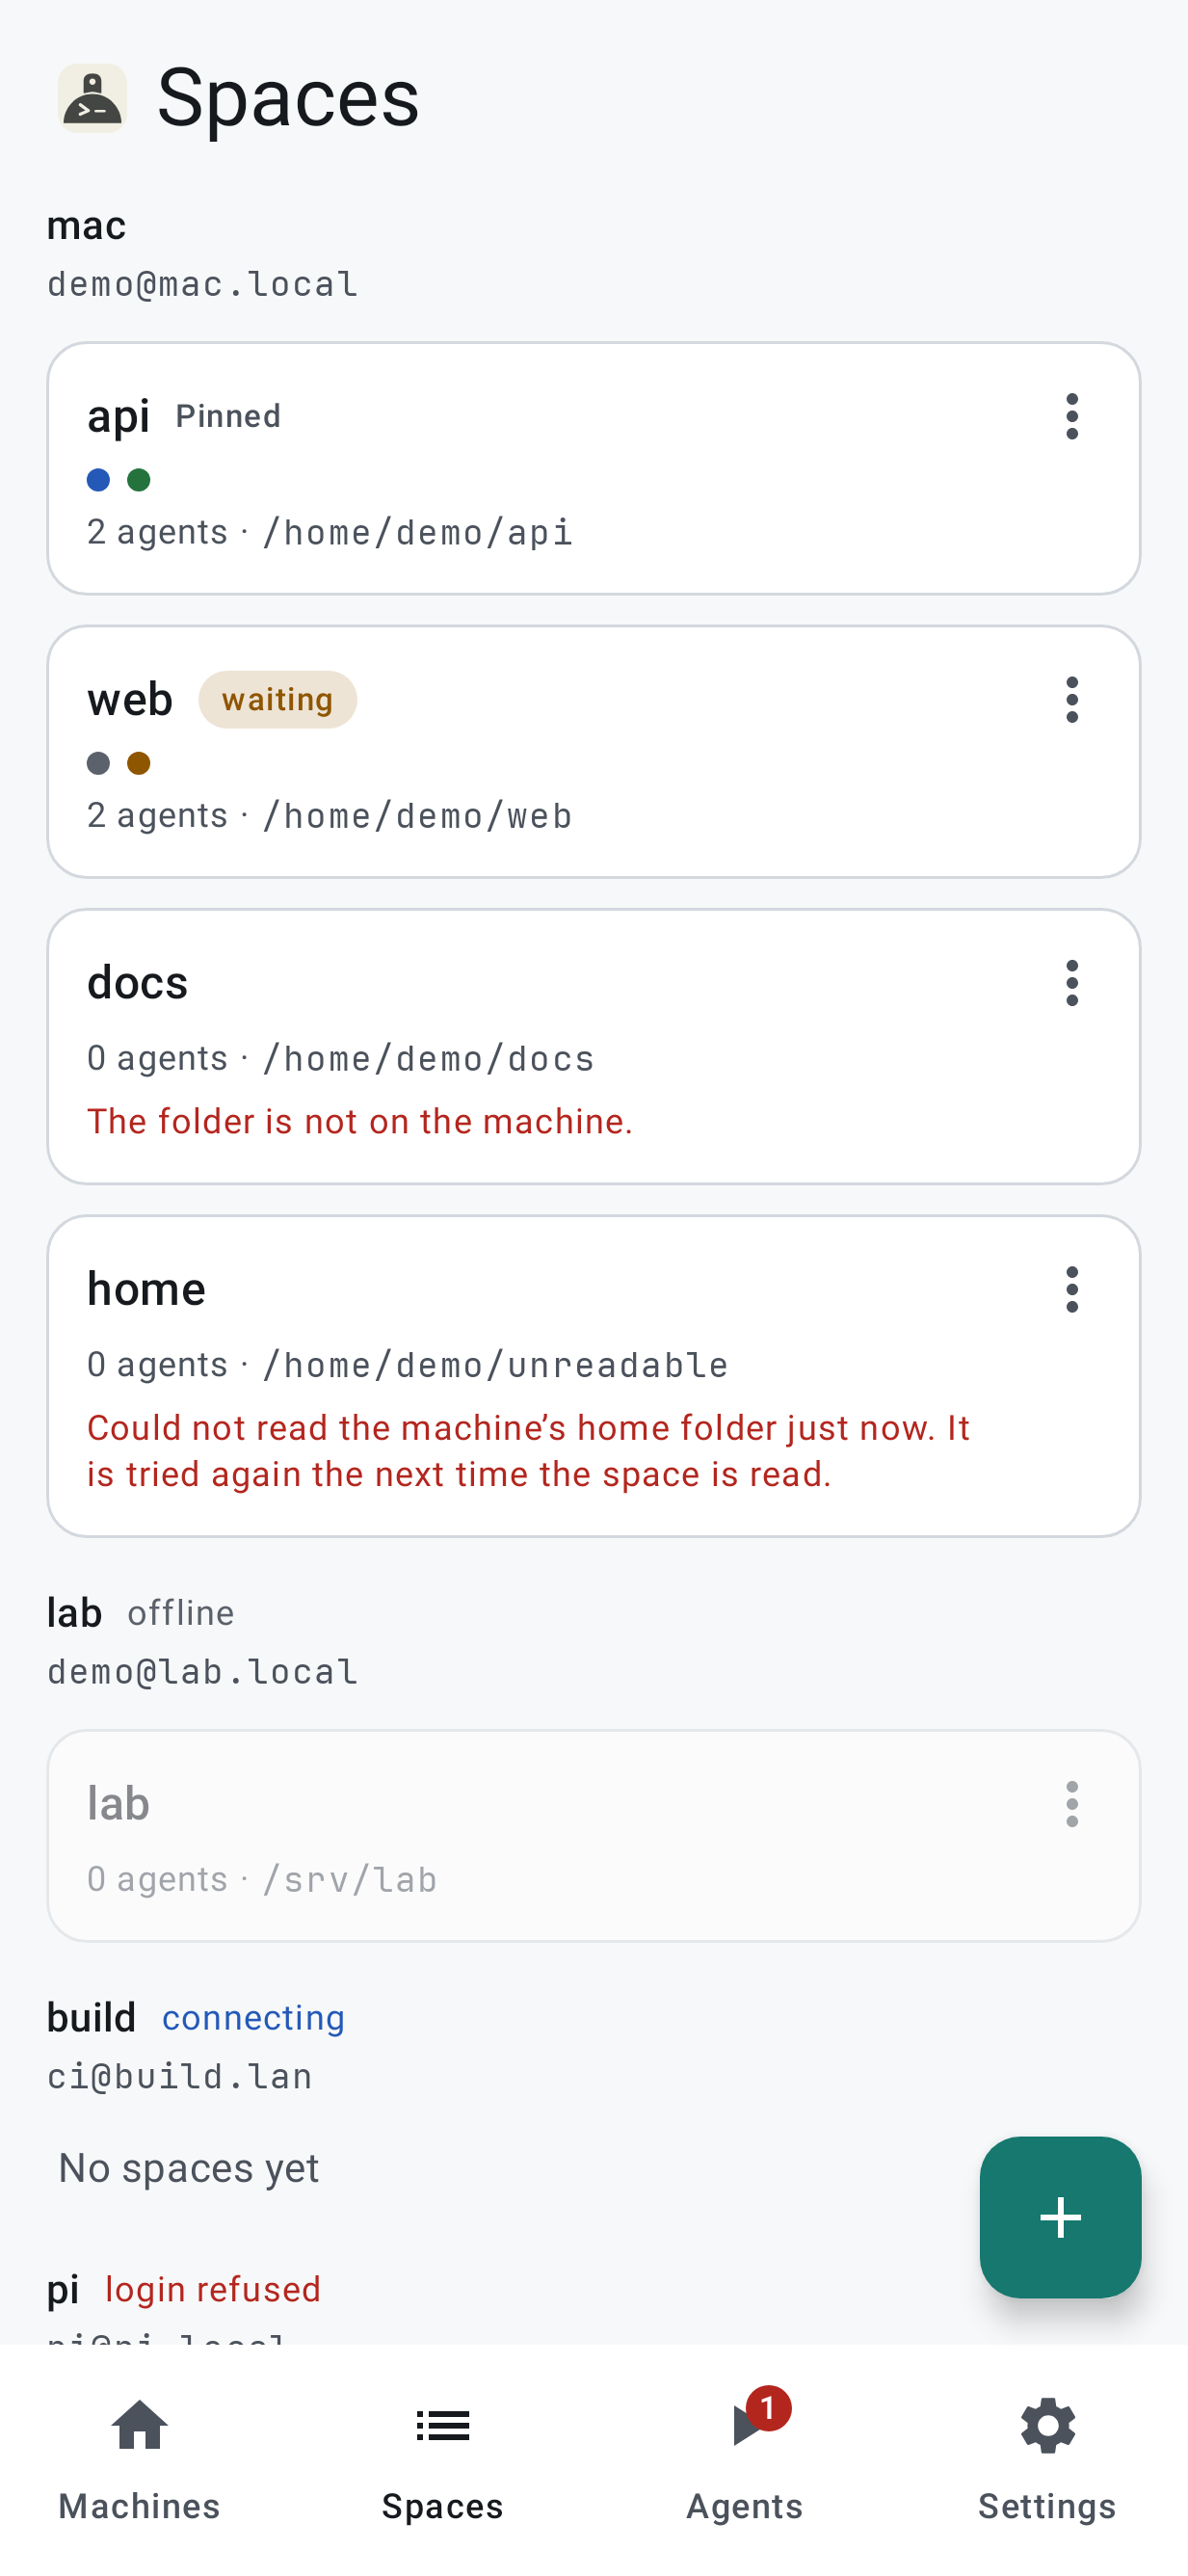 Spaces
mac
demo@mac.local
api Pinned
2 agents · /home/demo/api
web waiting
2 agents · /home/demo/web
docs
0 agents · /home/demo/docs
The folder is not on the machine.
home
0 agents · /home/demo/unreadable
Could not read the machine’s home folder just now. It
is tried again the next time the space is read.
lab offline
demo@lab.local
lab
0 agents · /srv/lab
build connecting
ci@build.lan
No spaces yet
pi login refused
1
Machines Spaces Agents Settings